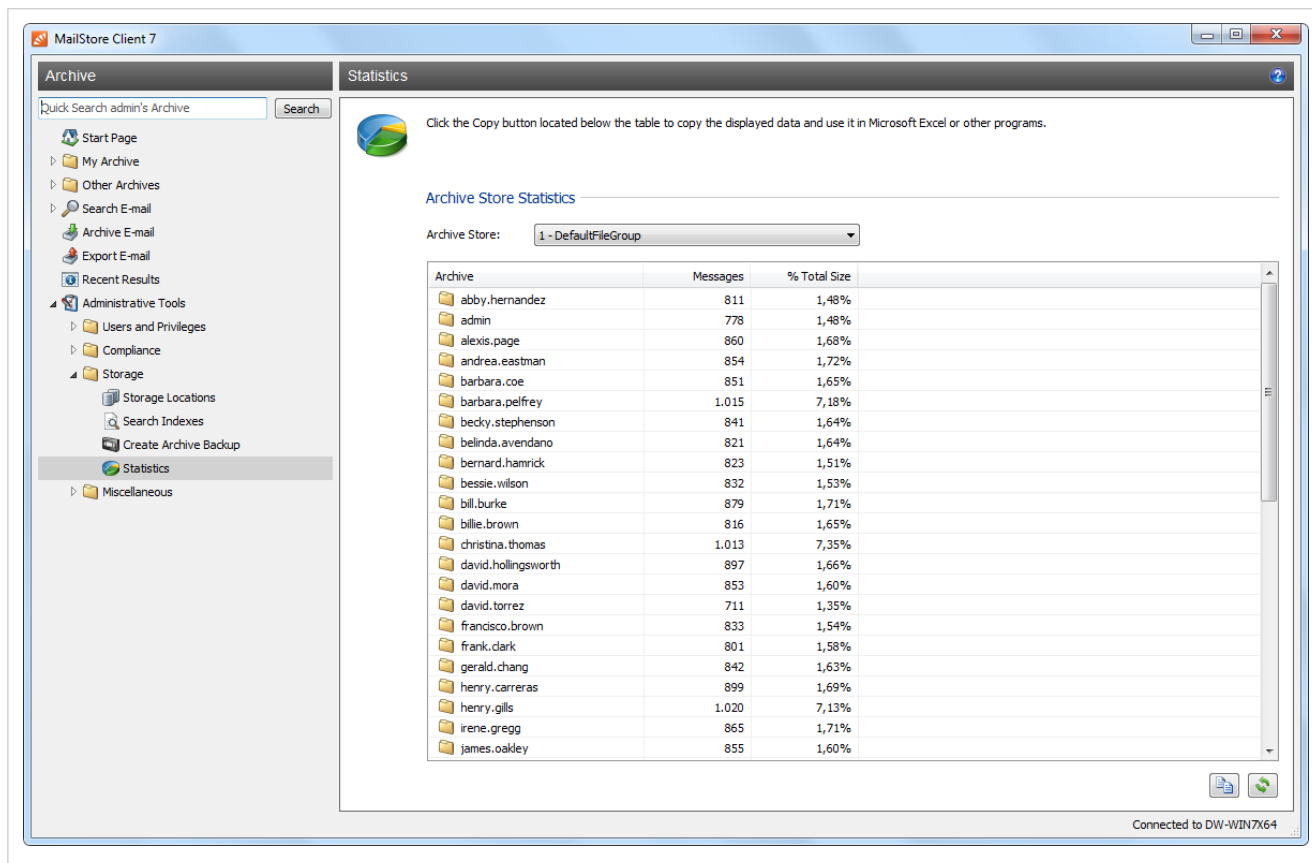 MailStore Client 7
Archive
Quick Search admin's Archive
Search
Start Page
My Archive
Other Archives
Search E-mail
Archive E-mail
Export E-mail
Recent Results
Administrative Tools
Users and Privileges
Compliance
Storage
Storage Locations
Search Indexes
Create Archive Backup
Statistics
Miscellaneous
Statistics
Click the Copy button located below the table to copy the displayed data and use it in Microsoft Excel or other programs.
Archive Store Statistics
Archive Store: 1 - DefaultFileGroup
Archive Messages % Total Size
abby.hernandez 811 1,48%
admin 778 1,48%
alexis.page 860 1,68%
andrea.eastman 854 1,72%
barbara.coe 851 1,65%
barbara.pelfrey 1.015 7,18%
becky.stephenson 841 1,64%
belinda.avendano 821 1,64%
bernard.hamrick 823 1,51%
bessie.wilson 832 1,53%
bill.burke 879 1,71%
billie.brown 816 1,65%
christina.thomas 1.013 7,35%
david.hollingsworth 897 1,66%
david.mora 853 1,60%
david.torrez 711 1,35%
francisco.brown 833 1,54%
frank.clark 801 1,58%
gerald.chang 842 1,63%
henry.carreras 899 1,69%
henry.gills 1.020 7,13%
irene.gregg 865 1,71%
james.oakley 855 1,60%
Connected to DW-WIN7X64